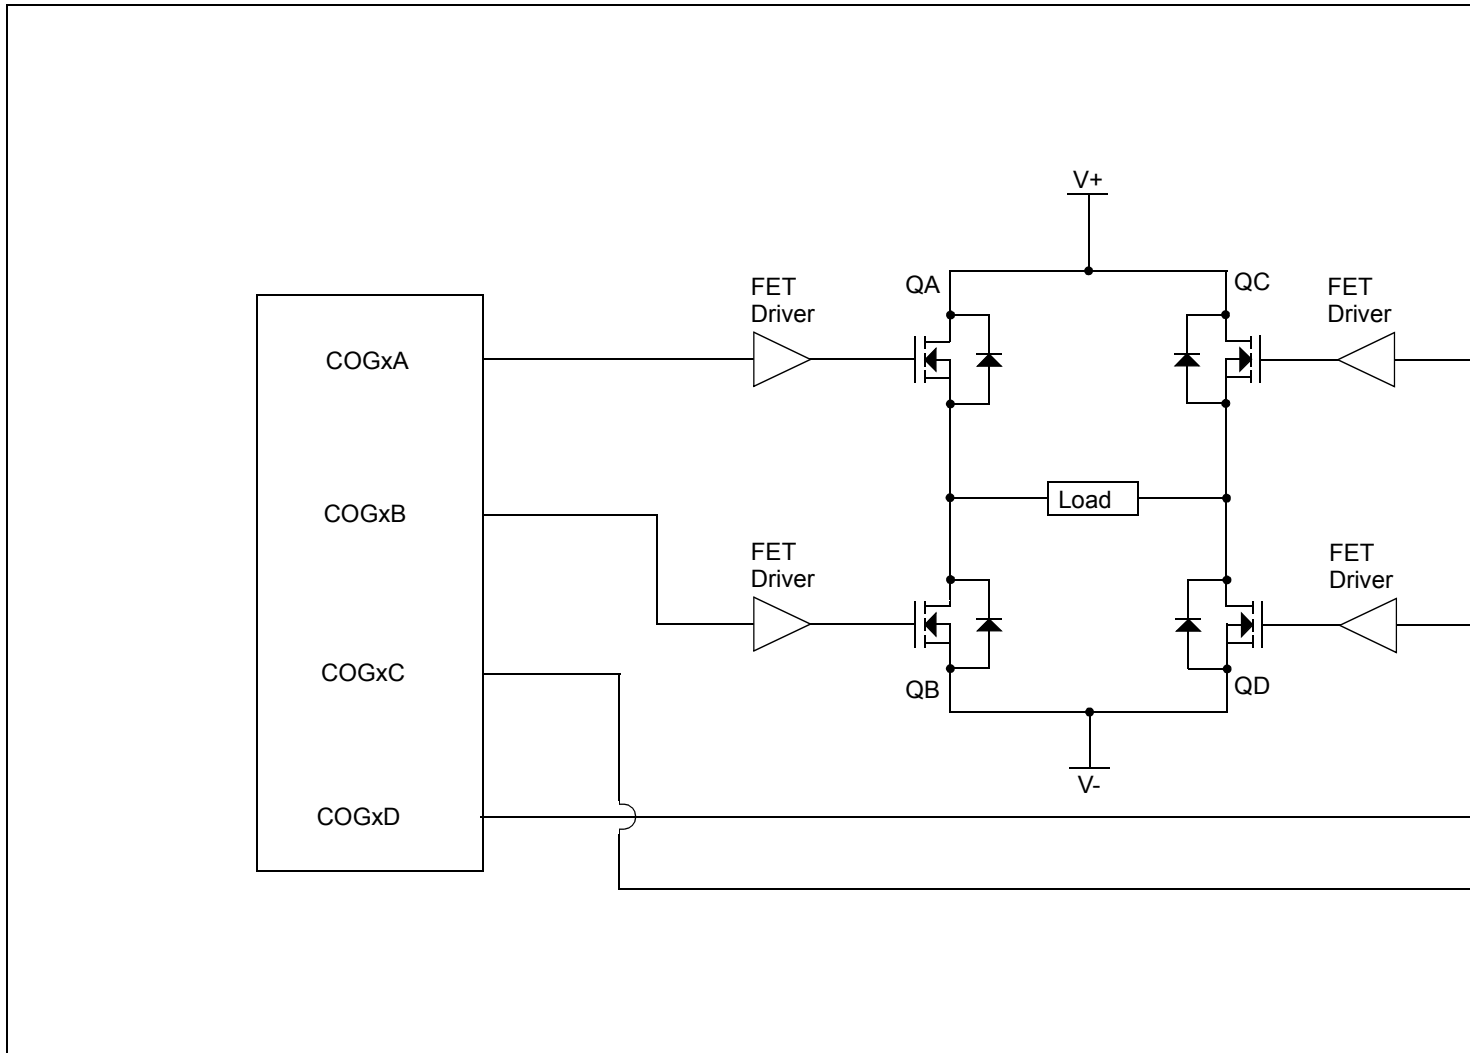 V+
QA
QC
FET
Driver
FET
Driver
COGxA
COGxB
Load
FET
Driver
FET
Driver
COGxC
QB
QD
V-
COGxD